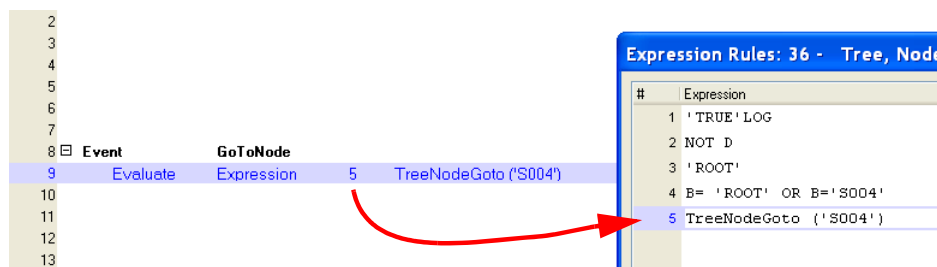 2
3
4
5
6
7
8 Event GoToNode
9 Evaluate Expression 5 TreeNodeGoto ('S004')
10
11
12
13
Expression Rules: 36 - Tree, Node
# Expression
1 'TRUE'LOG
2 NOT D
3 'ROOT'
4 B= 'ROOT' OR B='S004'
5 TreeNodeGoto ('S004')